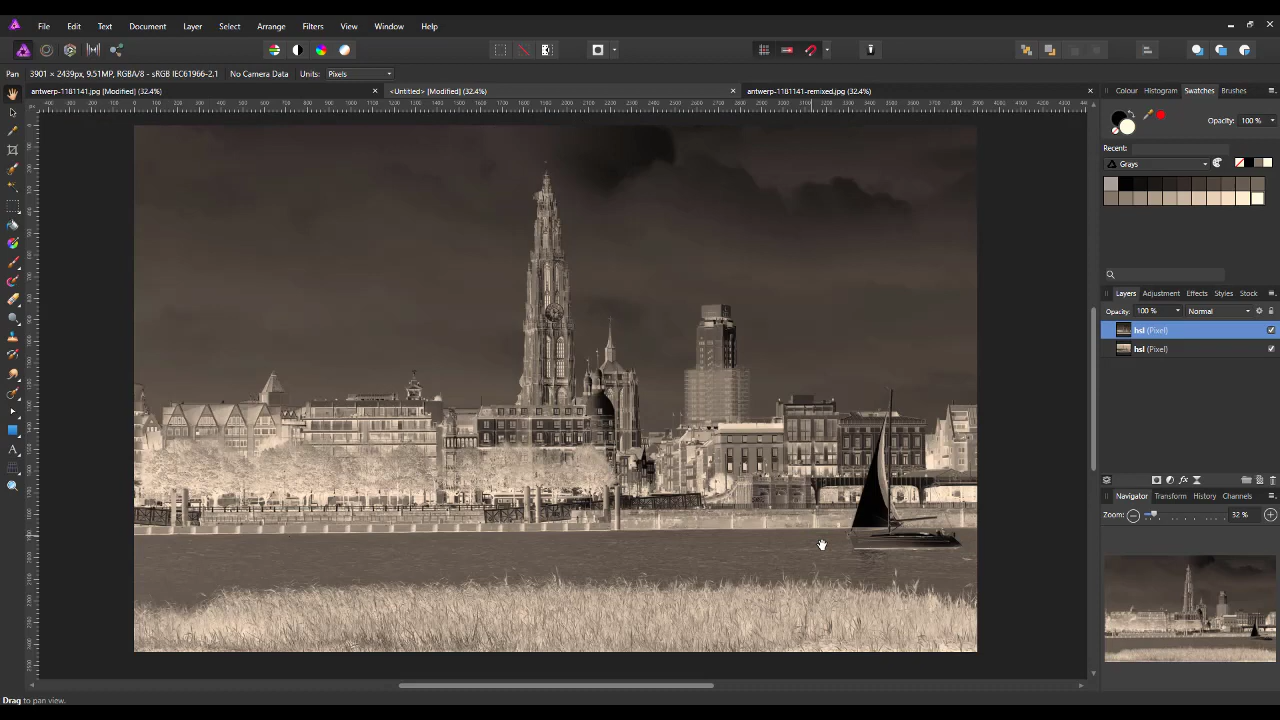 File Edit Text Document Layer Select Arrange Filters View Window Help
Pan 3901 × 2439px, 9.51MP, RGBA/8 - sRGB IEC61966-2.1 No Camera Data Units: Pixels
antwerp-1181141.jpg [Modified] (32.4%) <Untitled> [Modified] (32.4%) antwerp-1181141-remixed.jpg (32.4%)
Colour Histogram Swatches Brushes
Opacity: 100 %
Recent:
Grays
Layers Adjustment Effects Styles Stock
Opacity: 100 % Normal
hsl (Pixel)
hsl (Pixel)
Navigator Transform History Channels
Zoom: 32 %
Drag to pan view.